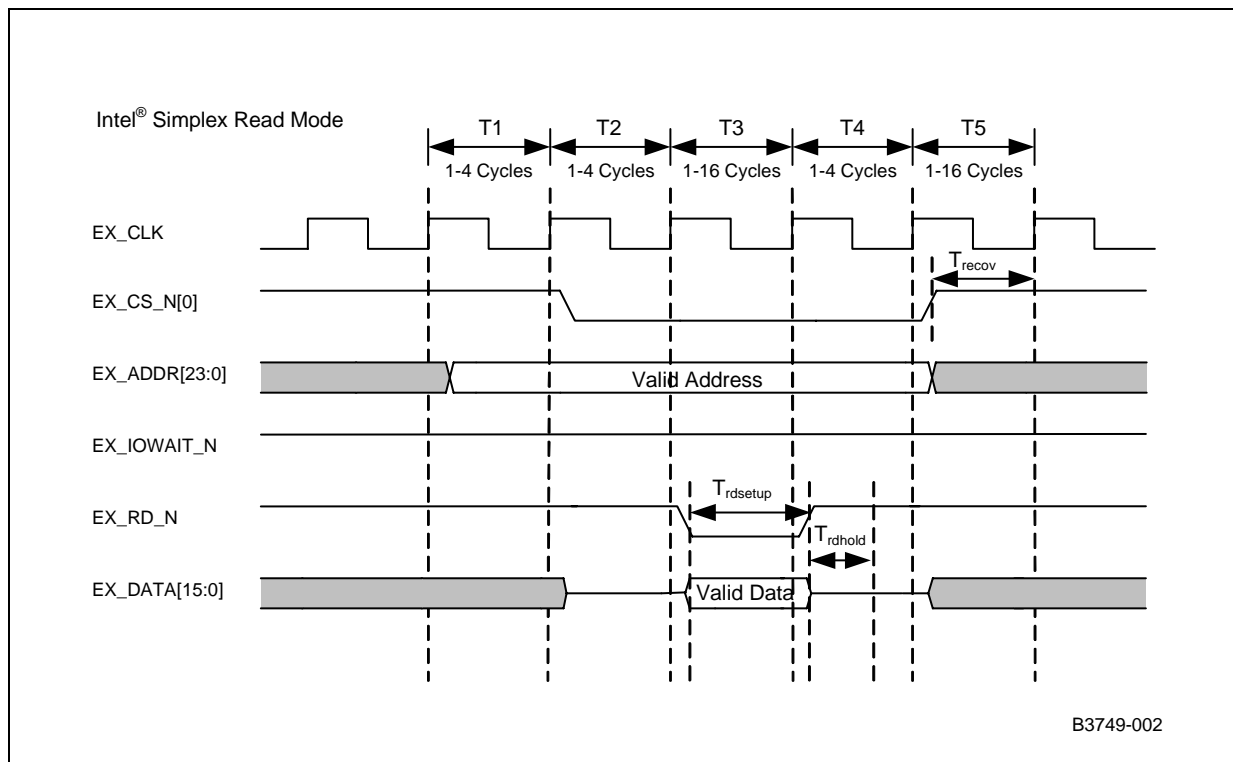 Intel® Simplex Read Mode
T1 T2 T3 T4 T5
1-4 Cycles 1-4 Cycles 1-16 Cycles 1-4 Cycles 1-16 Cycles
EX_CLK
Trecov
EX_CS_N[0]
EX_ADDR[23:0] Valid Address
EX_IOWAIT_N
Trdsetup
EX_RD_N
Trdhold
EX_DATA[15:0] Valid Data
B3749-002